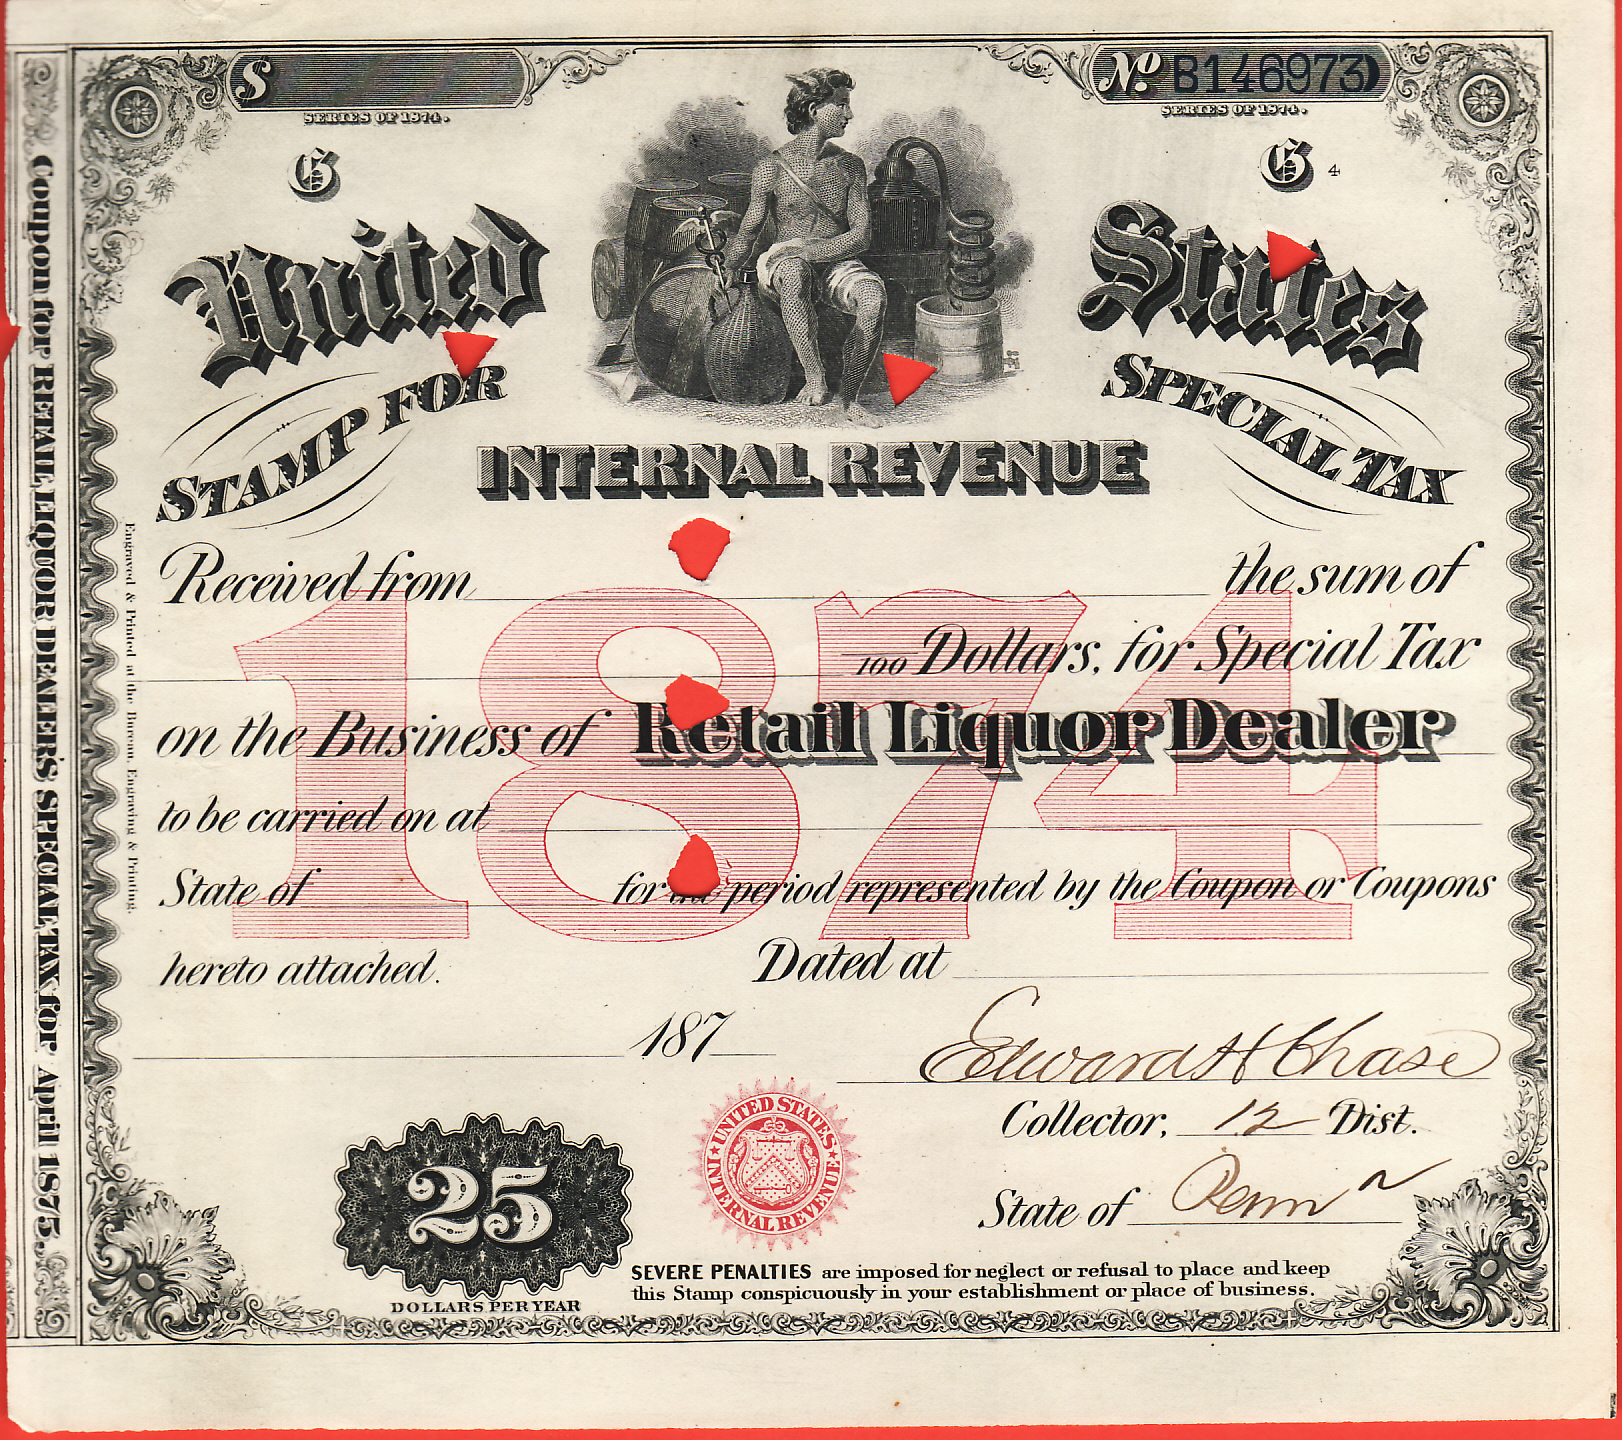 $
No. B146973
SERIES OF 1874.
SERIES OF 1874.
G
G 4
United States
STAMP FOR
SPECIAL TAX
INTERNAL REVENUE
1874
Received from the sum of
100 Dollars, for Special Tax
on the Business of Retail Liquor Dealer
to be carried on at
State of for the period represented by the Coupon or Coupons
hereto attached. Dated at
187
Edward H Chase
Collector, 12 Dist.
State of Penn a
25
DOLLARS PER YEAR
UNITED STATES INTERNAL REVENUE
SEVERE PENALTIES are imposed for neglect or refusal to place and keep
this Stamp conspicuously in your establishment or place of business.
Engraved & Printed at the Bureau, Engraving & Printing.
Coupon for RETAIL LIQUOR DEALER'S SPECIAL TAX for April 1875.